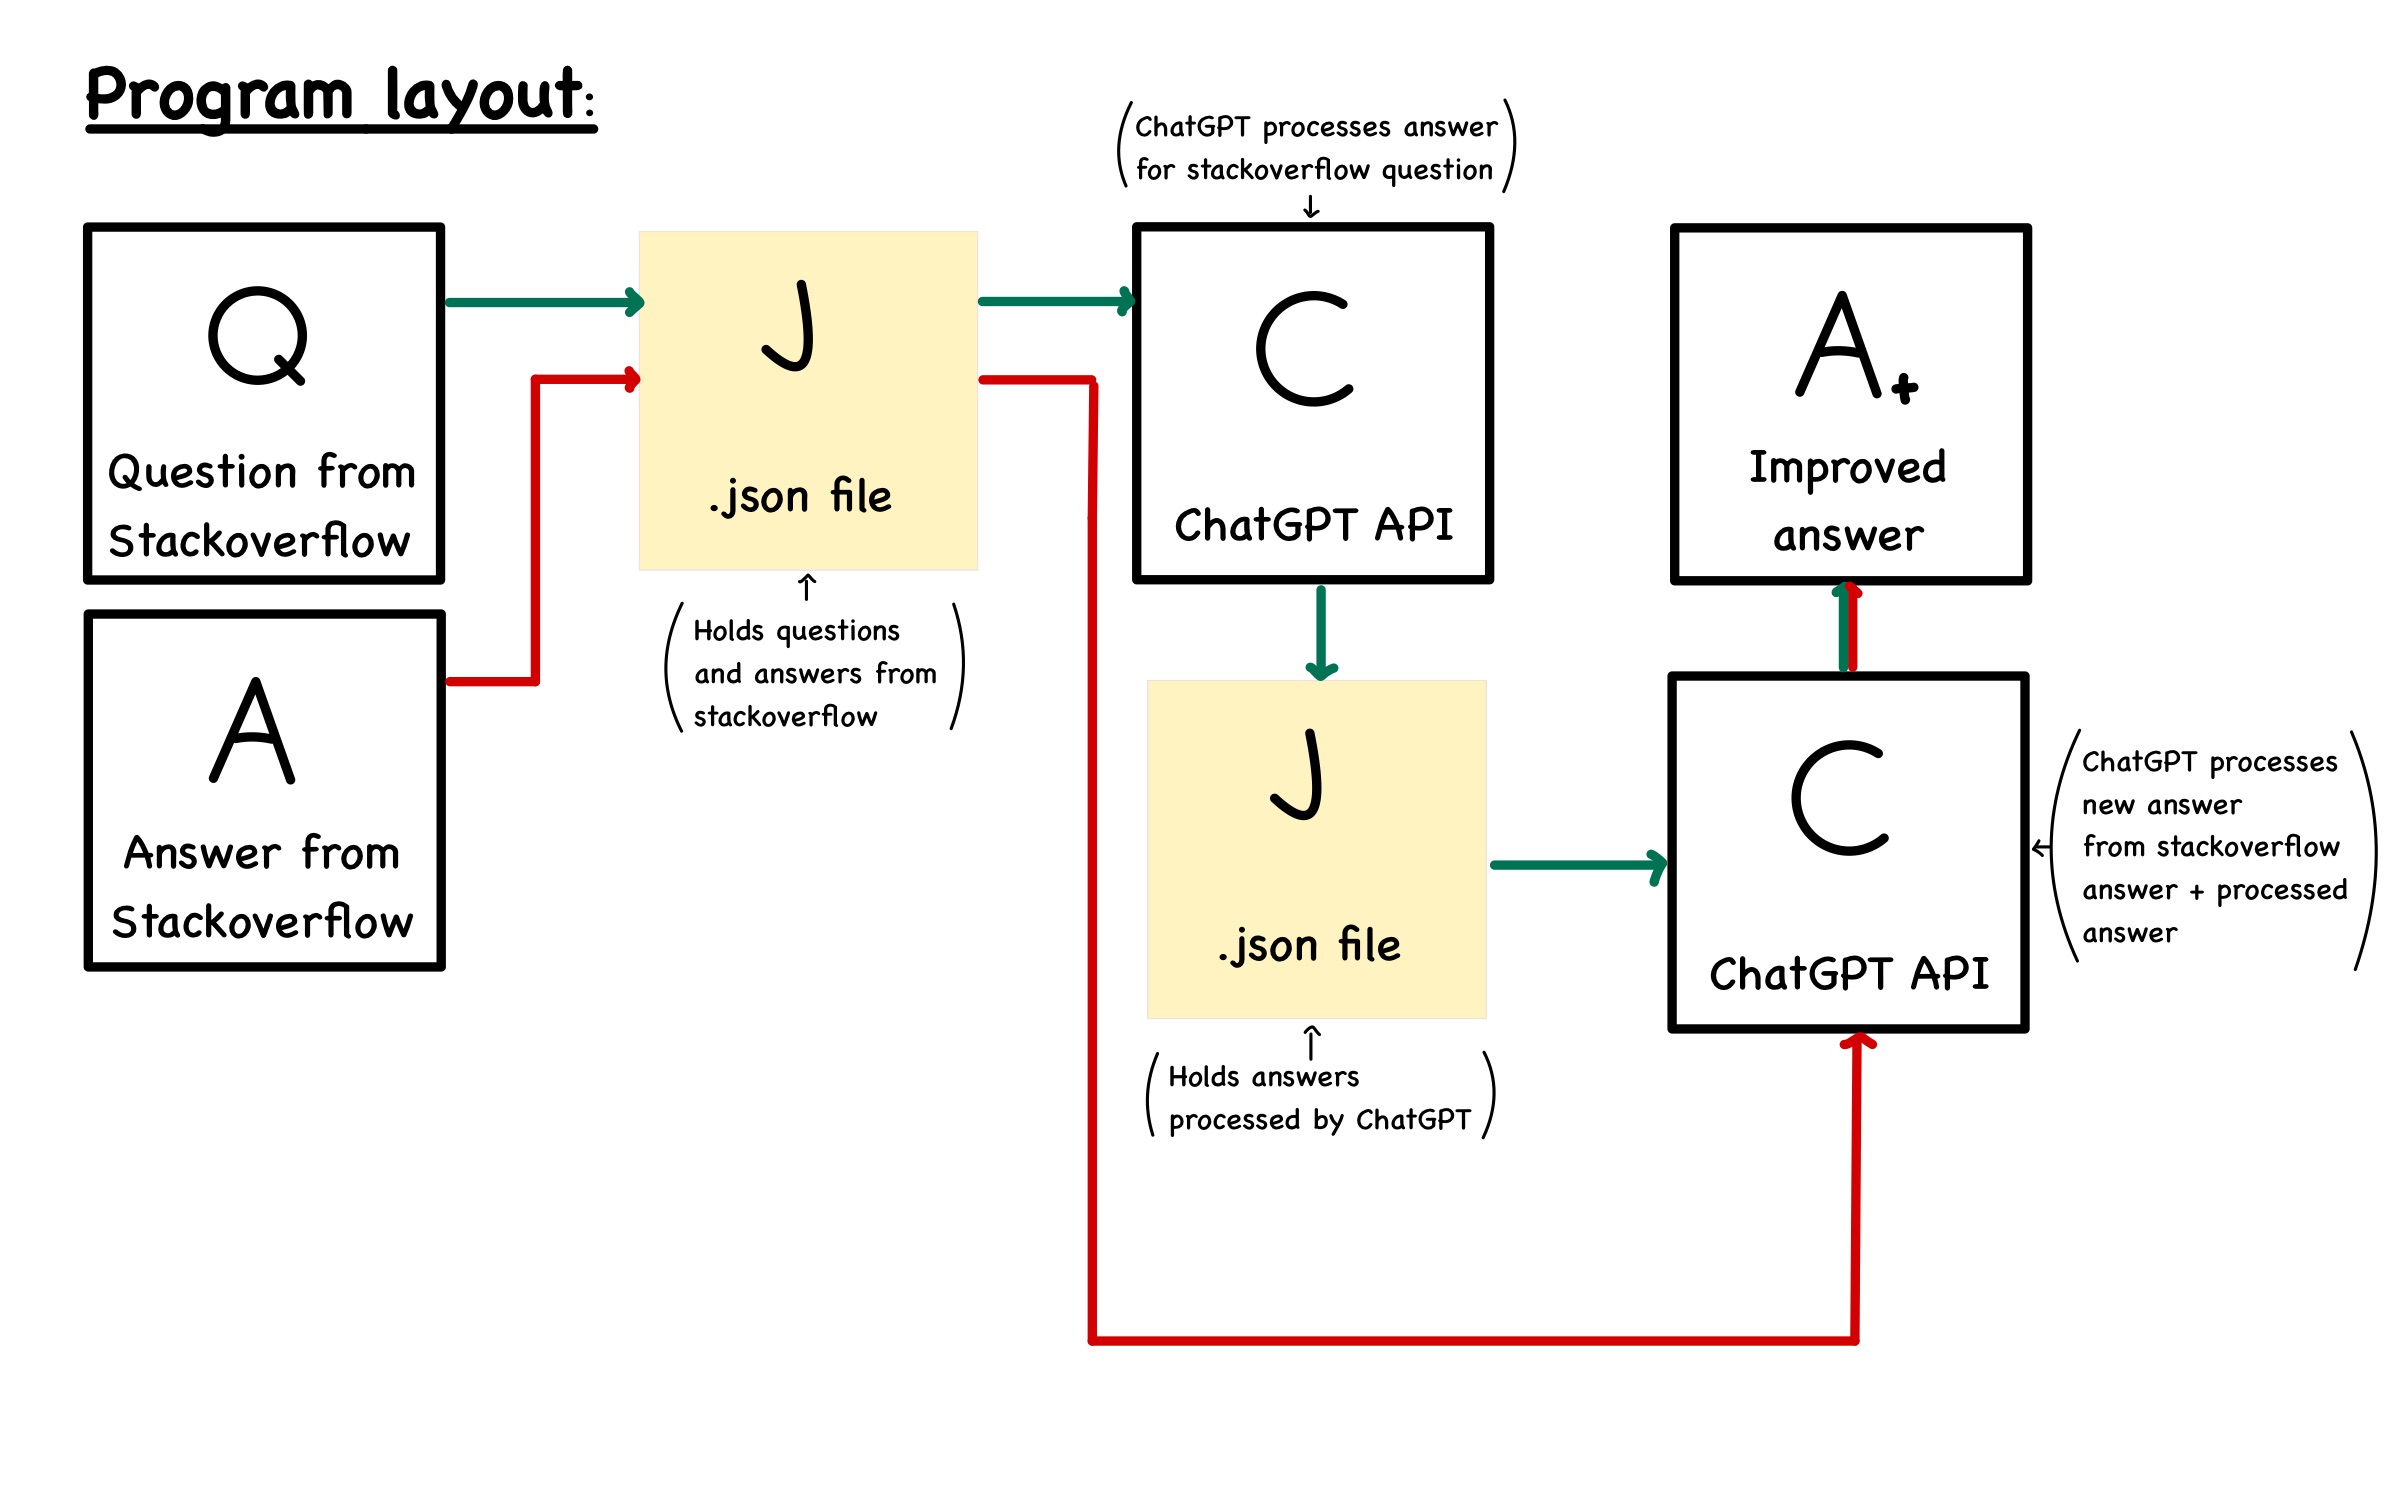 Program layout:
Q
Question from
Stackoverflow
A
Answer from
Stackoverflow
J
.json file
Holds questions
and answers from
stackoverflow
ChatGPT processes answer
for stackoverflow question
C
ChatGPT API
J
.json file
Holds answers
processed by ChatGPT
A+
Improved
answer
C
ChatGPT API
ChatGPT processes
new answer
from stackoverflow
answer + processed
answer